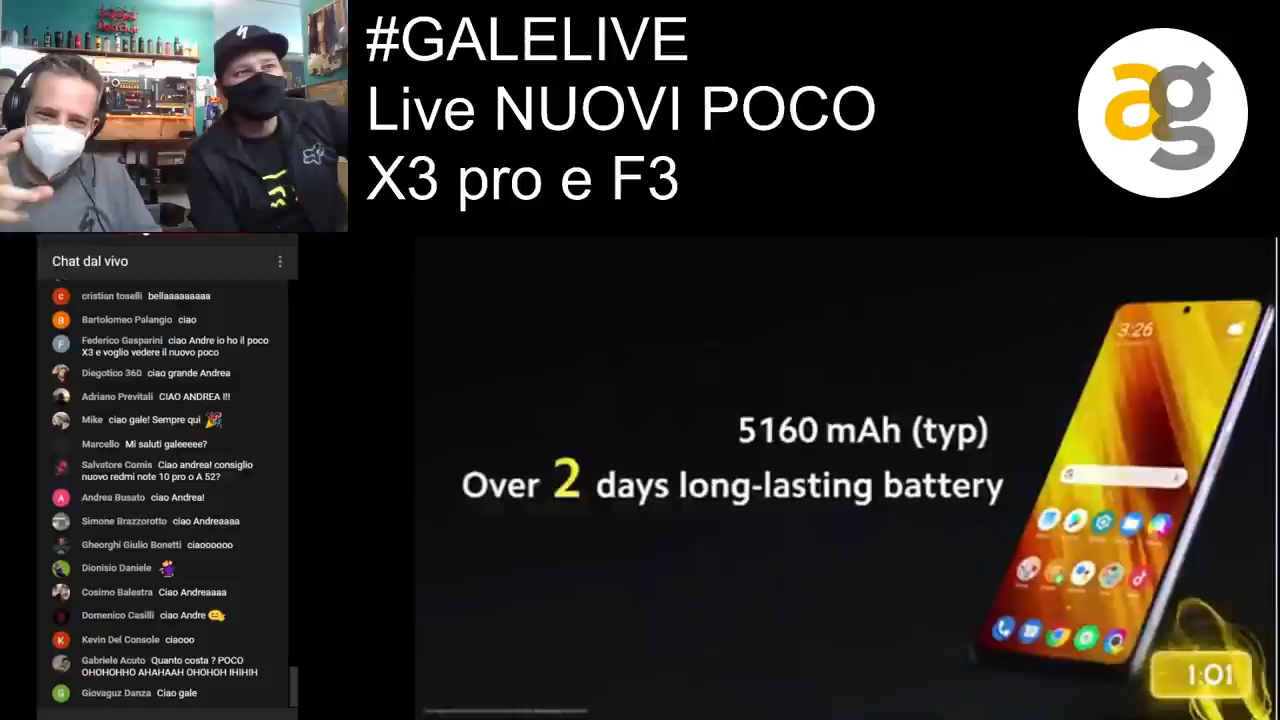 #GALELIVE
Live NUOVI POCO
X3 pro e F3
ag
Chat dal vivo
cristian toselli bellaaaaaaaaa
Bartolomeo Palangio ciao
Federico Gasparini ciao Andre io ho il poco
X3 e voglio vedere il nuovo poco
Diegotico 360 ciao grande Andrea
Adriano Previtali CIAO ANDREA !!!
Mike ciao gale! Sempre qui
Marcello Mi saluti galeeeee?
Salvatore Comis Ciao andrea! consiglio
nuovo redmi note 10 pro o A 52?
Andrea Busato ciao Andrea!
Simone Brazzorotto ciao Andreaaaa
Gheorghi Giulio Bonetti ciaoooooo
Dionisio Daniele
Cosimo Balestra Ciao Andreaaaa
Domenico Casilli ciao Andre
Kevin Del Console ciaooo
Gabriele Acuto Quanto costa ? POCO
OHOHOHHO AHAHAAH OHOHOH IHIHIH
Giovaguz Danza Ciao gale
3:26
5160 mAh (typ)
Over 2 days long-lasting battery
1:01